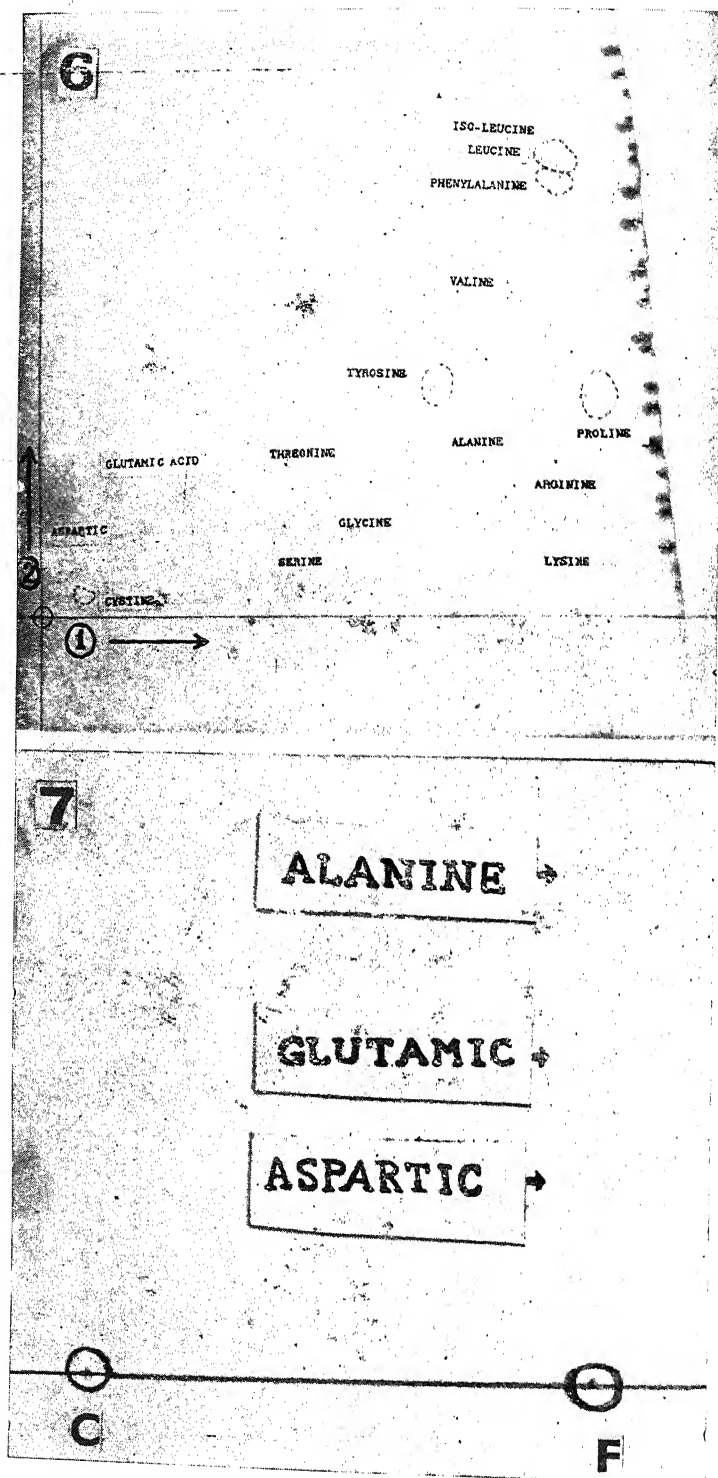 6
ISO-LEUCINE
LEUCINE
PHENYLALANINE
VALINE
TYROSINE
PROLINE
ALANINE
THREONINE
GLUTAMIC ACID
ARGININE
GLYCINE
ASPARTIC
SERINE
LYSINE
2
CYSTINE
1
7
ALANINE
GLUTAMIC
ASPARTIC
C
F